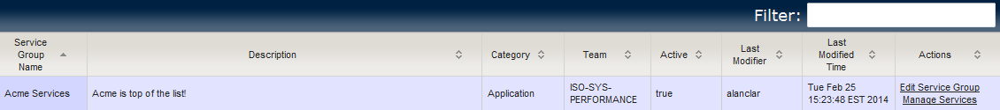 Filter:
Service Group Name
Description
Category
Team
Active
Last Modifier
Last Modified Time
Actions
Acme Services
Acme is top of the list!
Application
ISO-SYS-
PERFORMANCE
true
alanclar
Tue Feb 25
15:23:48 EST 2014
Edit Service Group
Manage Services